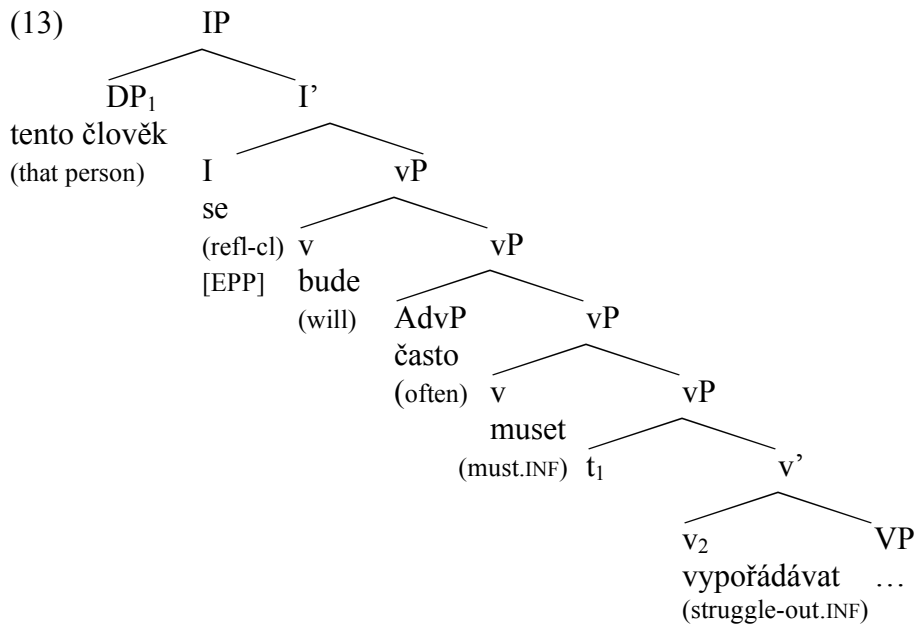 (13) IP
DP₁ I’
tento člověk
(that person) I vP
se
(refl-cl) v vP
[EPP] bude
(will) AdvP vP
často
(often) v vP
muset
(must.INF) t₁ v’
v₂ VP
vypořádávat …
(struggle-out.INF)